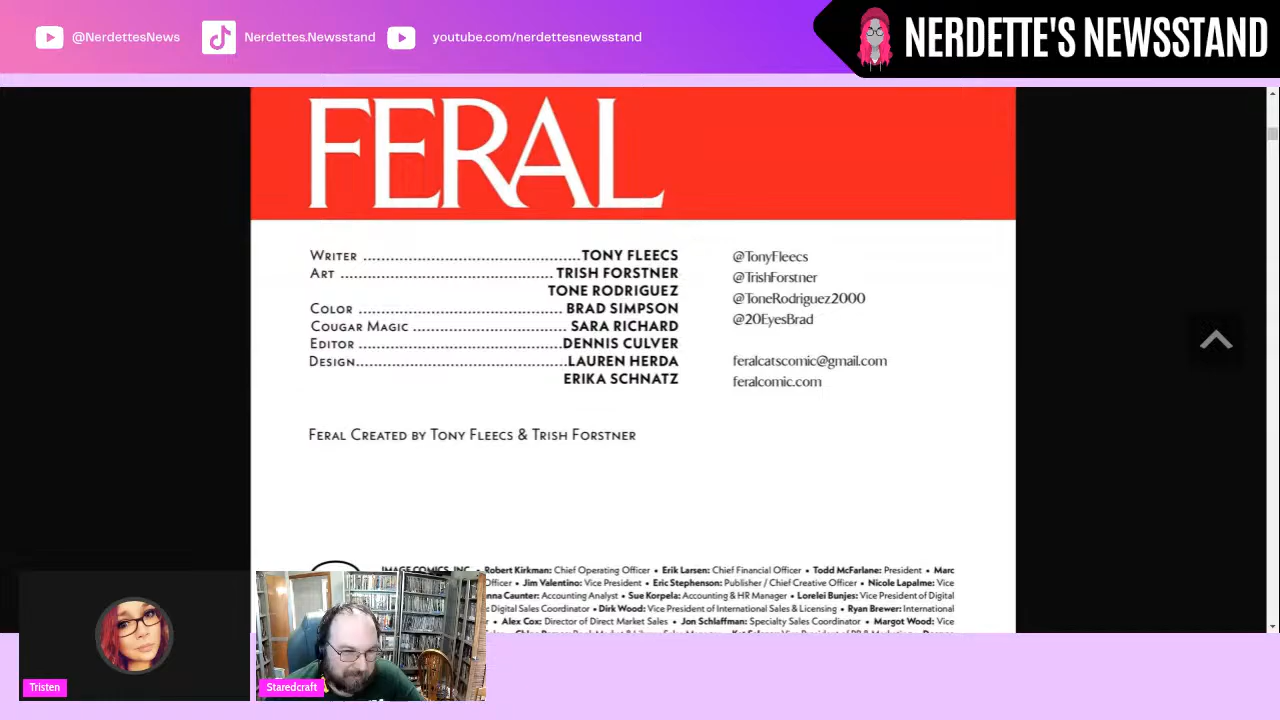 @NerdettesNews
Nerdettes.Newsstand
youtube.com/nerdettesnewsstand
NERDETTE'S NEWSSTAND
FERAL
WRITER ..... TONY FLEECS
ART ..... TRISH FORSTNER
TONE RODRIGUEZ
COLOR ..... BRAD SIMPSON
COUGAR MAGIC ..... SARA RICHARD
EDITOR ..... DENNIS CULVER
DESIGN ..... LAUREN HERDA
ERIKA SCHNATZ
@TonyFleecs
@TrishForstner
@ToneRodriguez2000
@20EyesBrad
feralcatscomic@gmail.com
feralcomic.com
FERAL CREATED BY TONY FLEECS & TRISH FORSTNER
IMAGE COMICS, INC. • Robert Kirkman: Chief Operating Officer • Erik Larsen: Chief Financial Officer • Todd McFarlane: President • Marc
Officer • Jim Valentino: Vice President • Eric Stephenson: Publisher / Chief Creative Officer • Nicole Lapalme: Vice
Caunter: Accounting Analyst • Sue Korpela: Accounting & HR Manager • Lorelei Bunjes: Vice President of Digital
Digital Sales Coordinator • Dirk Wood: Vice President of International Sales & Licensing • Ryan Brewer: International
• Alex Cox: Director of Direct Market Sales • Jon Schlaffman: Specialty Sales Coordinator • Margot Wood: Vice
Tristen
Staredcraft